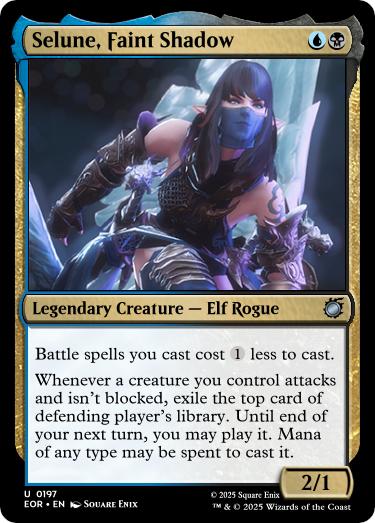 Selune, Faint Shadow
Legendary Creature — Elf Rogue
Battle spells you cast cost 1 less to cast.
Whenever a creature you control attacks
and isn't blocked, exile the top card of
defending player's library. Until end of
your next turn, you may play it. Mana
of any type may be spent to cast it.
2/1
U 0197
EOR • EN Square Enix
© 2025 Square Enix
™ & © 2025 Wizards of the Coast